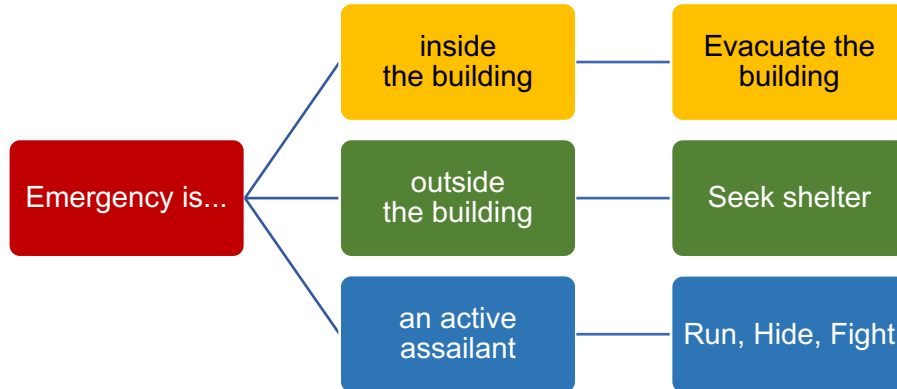 Emergency is...
inside
the building
Evacuate the
building
outside
the building
Seek shelter
an active
assailant
Run, Hide, Fight